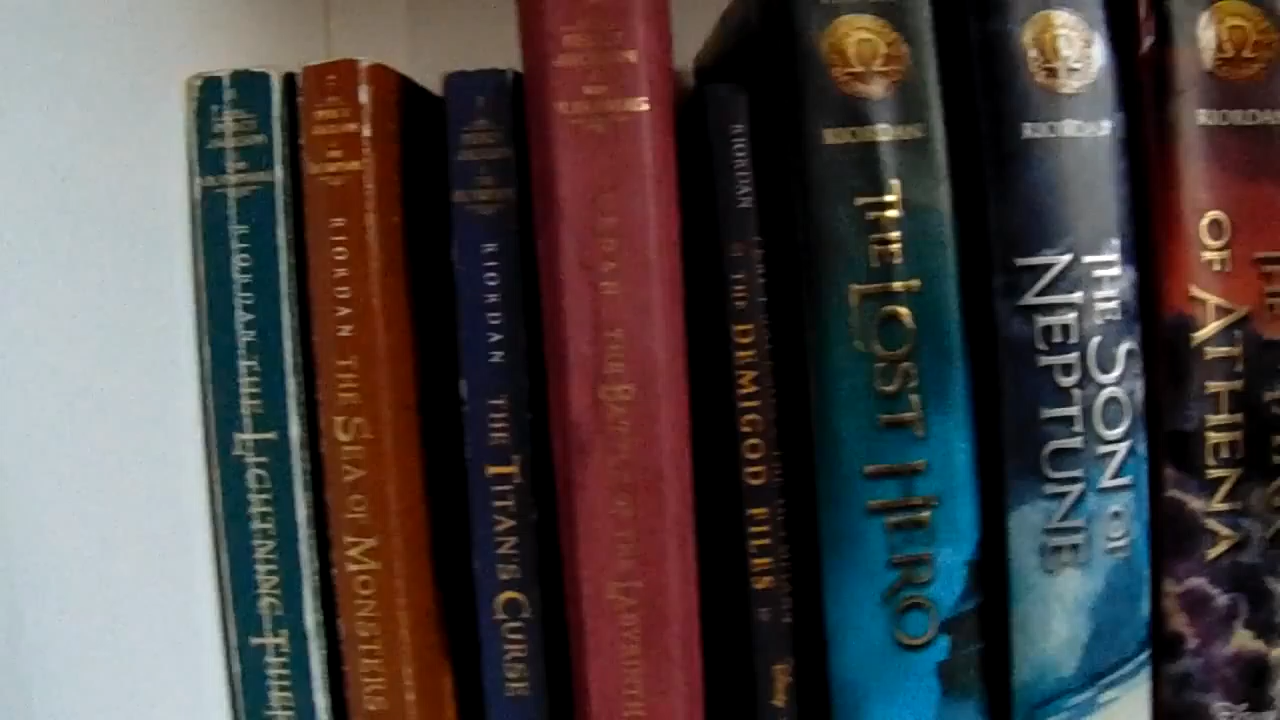 RIORDAN THE LIGHTNING THIEF
RIORDAN THE SEA OF MONSTERS
RIORDAN THE TITAN'S CURSE
THE BATTLE OF THE LABYRINTH
RIORDAN
THE DEMIGOD FILES
RIORDAN
THE LOST HERO
RIORDAN
THE SON OF
NEPTUNE
RIORDAN
OF ATHENA